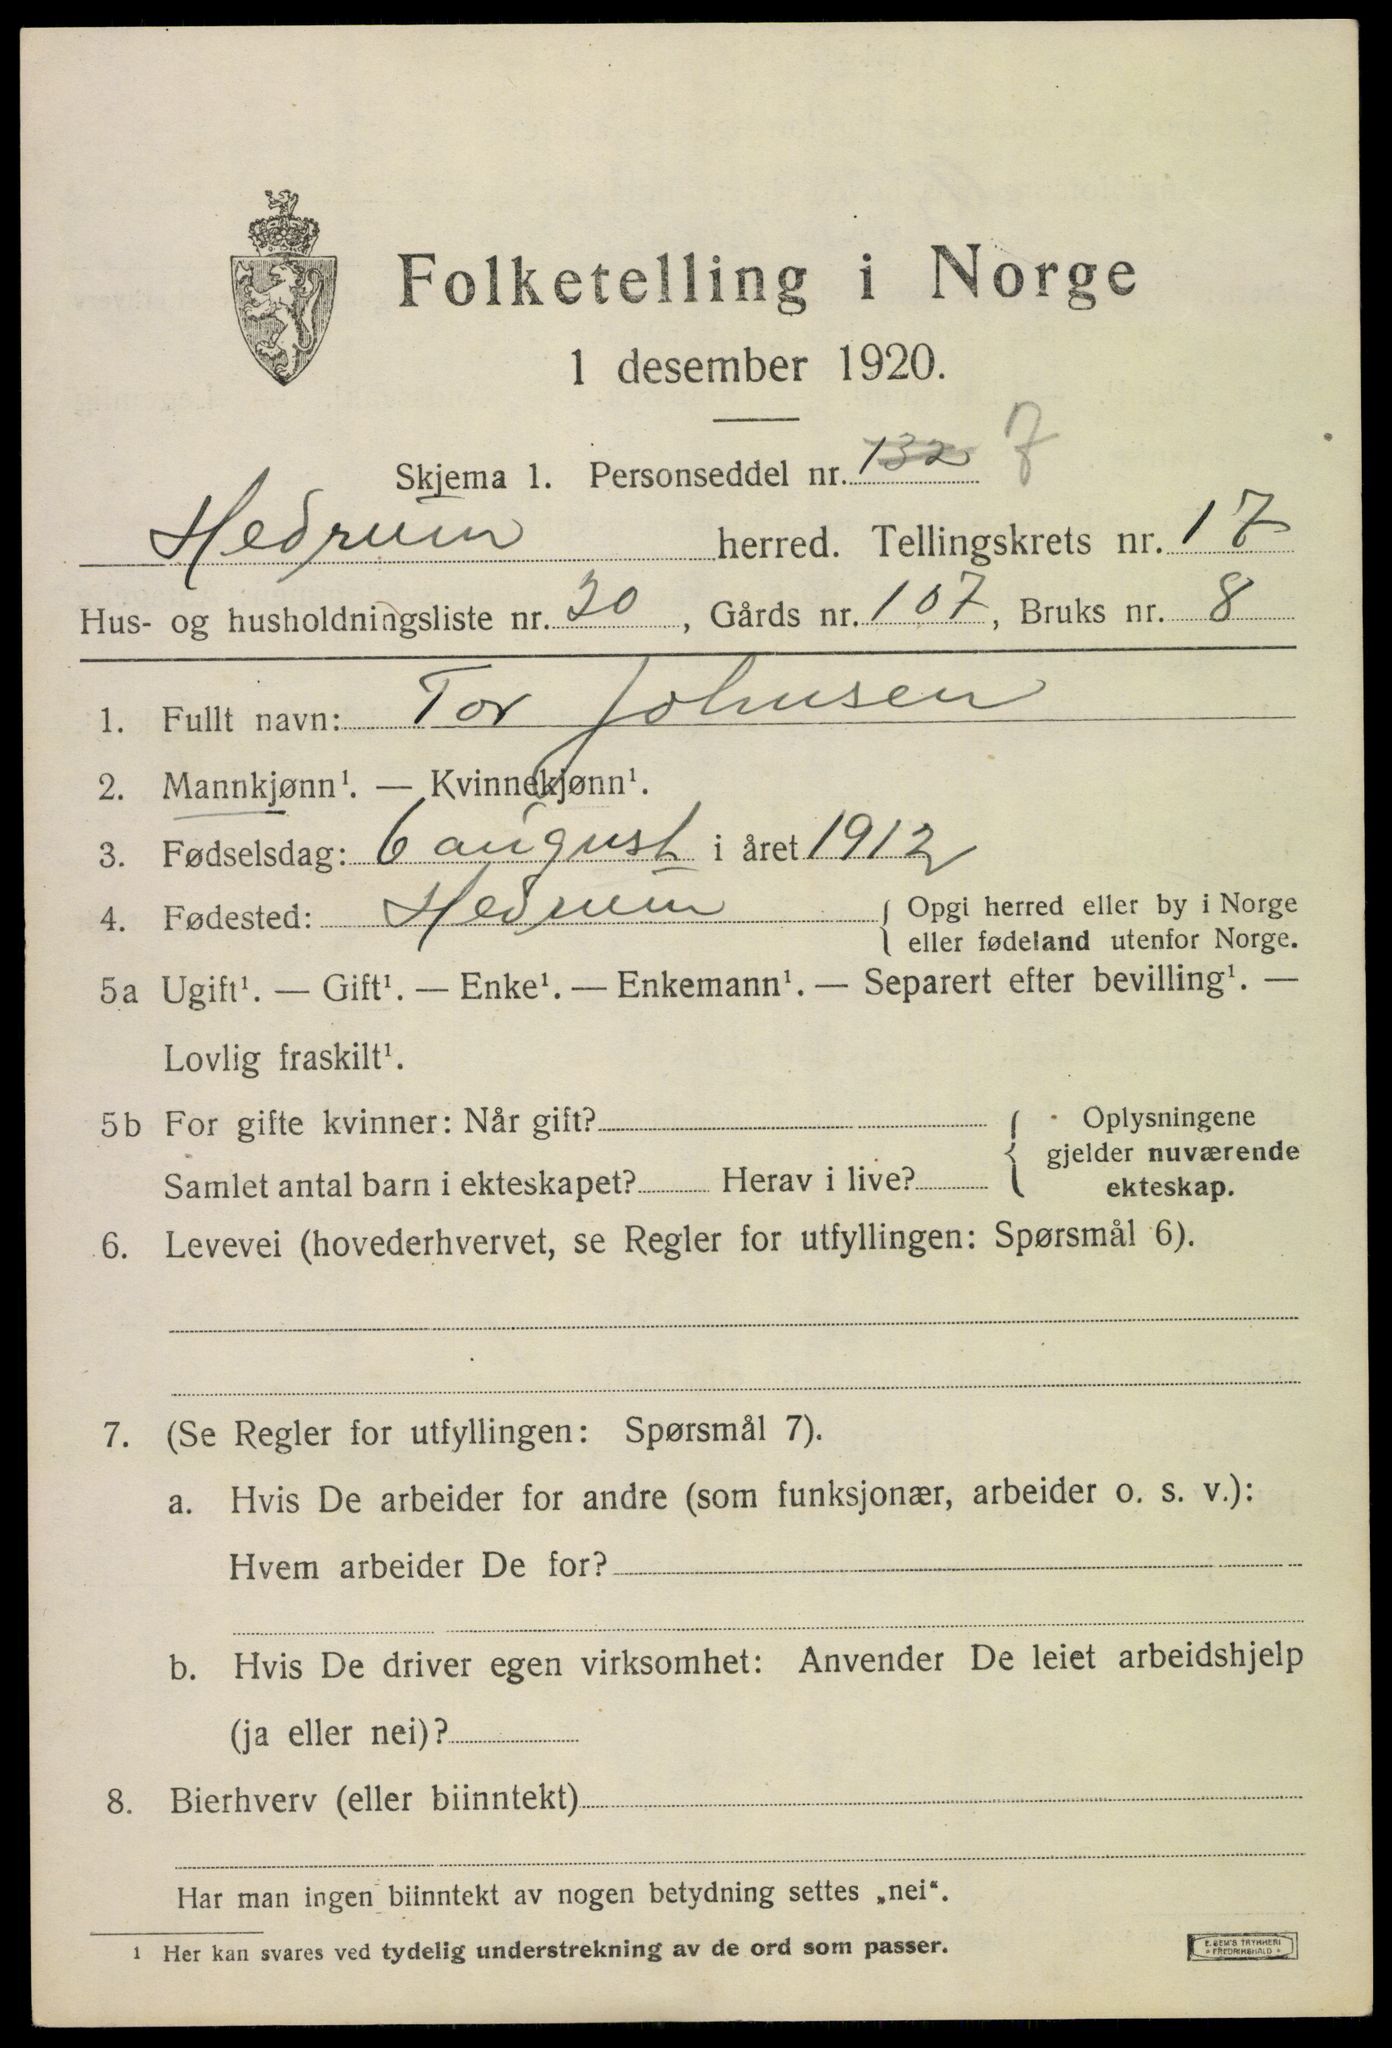 Folketelling i Norge
1 desember 1920.
Skjema 1. Personseddel nr. 132 7
Hedrum herred. Tellingskrets nr. 17
Hus- og husholdningsliste nr. 20, Gårds nr. 107, Bruks nr. 8
1. Fullt navn: Tor Johnsen
2. Mannkjønn¹. — Kvinnekjønn¹.
3. Fødselsdag: 6 august i året 1912
4. Fødested: Hedrum { Opgi herred eller by i Norge
eller fødeland utenfor Norge.
5a Ugift¹. — Gift¹. — Enke¹. — Enkemann¹. — Separert efter bevilling¹. —
Lovlig fraskilt¹.
5b For gifte kvinner: Når gift? { Oplysningene
gjelder nuværende
Samlet antal barn i ekteskapet? Herav i live? ekteskap.
6. Levevei (hovederhvervet, se Regler for utfyllingen: Spørsmål 6).
7. (Se Regler for utfyllingen: Spørsmål 7).
a. Hvis De arbeider for andre (som funksjonær, arbeider o. s. v.):
Hvem arbeider De for?
b. Hvis De driver egen virksomhet: Anvender De leiet arbeidshjelp
(ja eller nei)?
8. Bierhverv (eller biinntekt)
Har man ingen biinntekt av nogen betydning settes „nei“.
¹ Her kan svares ved tydelig understrekning av de ord som passer.
E. SEM'S TRYKKERI
• FREDRIKSHALD •